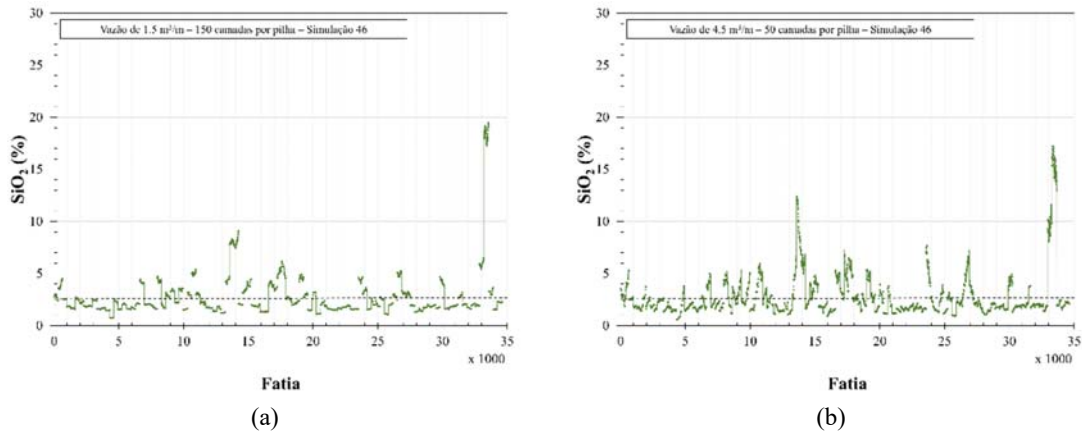 Vazão de 1.5 m³/m – 150 camadas por pilha – Simulação 46
30
25
20
15
10
5
0
SiO₂ (%)
0 5 10 15 20 25 30 35
x 1000
Fatia
(a)
Vazão de 4.5 m³/m – 50 camadas por pilha – Simulação 46
30
25
20
15
10
5
0
SiO₂ (%)
0 5 10 15 20 25 30 35
x 1000
Fatia
(b)